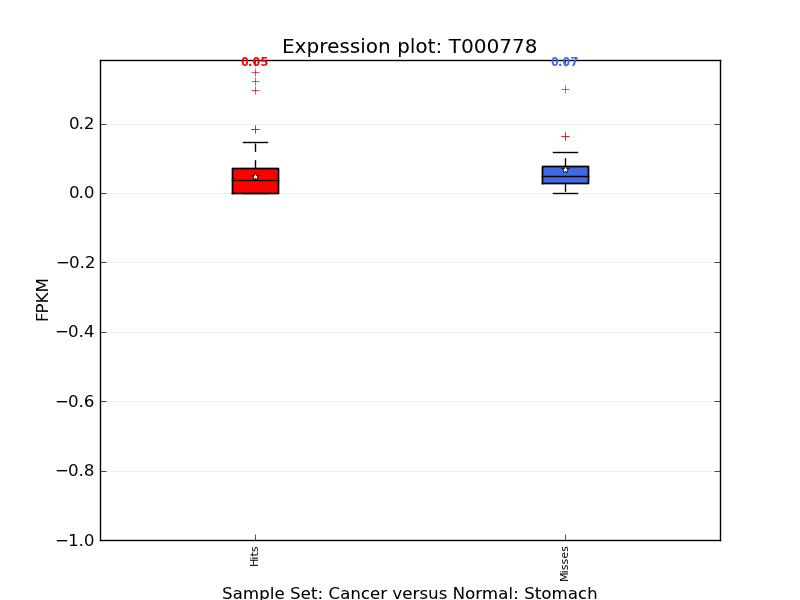 Expression plot: T000778
0.05
0.07
0.2
0.0
−0.2
−0.4
−0.6
−0.8
−1.0
FPKM
Hits
Misses
Sample Set: Cancer versus Normal: Stomach